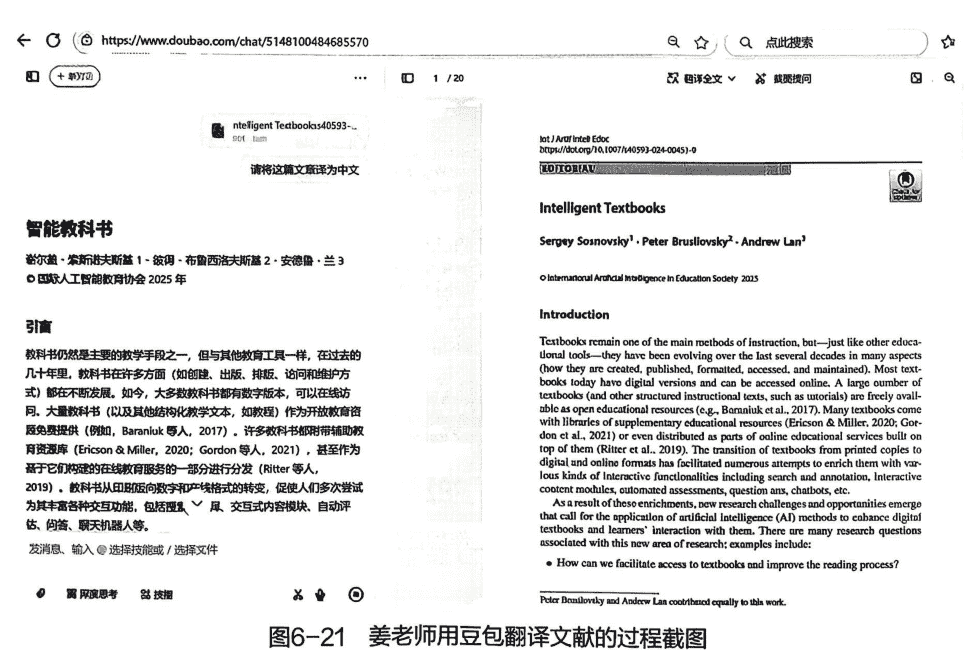 https://www.doubao.com/chat/5148100484685570
点此搜索
1 / 20
翻译全文
截图提问
ntelligent Textbooks s40593-...
请将这篇文章译为中文
智能教科书
谢尔盖·索斯诺夫斯基 1 - 彼得·布鲁西洛夫斯基 2 · 安德鲁·兰 3
© 国际人工智能教育协会 2025 年
引言
教科书仍然是主要的教学手段之一，但与其他教育工具一样，在过去的
几十年里，教科书在许多方面（如创建、出版、排版、访问和维护方
式）都在不断发展。如今，大多数教科书都有数字版本，可以在线访
问。大量教科书（以及其他结构化教学文本，如教程）作为开放教育资
源免费提供（例如，Baraniuk 等人，2017）。许多教科书都附带辅助教
育资源库（Ericson & Miller，2020；Gordon 等人，2021），甚至作为
基于它们构建的在线教育服务的一部分进行分发（Ritter 等人，
2019）。教科书从印刷版向数字和在线格式的转变，促使人们多次尝试
为其丰富各种交互功能，包括搜索 、交互式内容模块、自动评
估、问答、聊天机器人等。
发消息、输入 @ 选择技能或 / 选择文件
深度思考
技能
Int J Artif Intell Educ
https://doi.org/10.1007/s40593-024-00451-9
EDITORIAL
Check for
updates
Intelligent Textbooks
Sergey Sosnovsky¹ · Peter Brusilovsky² · Andrew Lan³
© International Artificial Intelligence in Education Society 2025
Introduction
Textbooks remain one of the main methods of instruction, but—just like other educa-
tional tools—they have been evolving over the last several decades in many aspects
(how they are created, published, formatted, accessed, and maintained). Most text-
books today have digital versions and can be accessed online. A large number of
textbooks (and other structured instructional texts, such as tutorials) are freely avail-
able as open educational resources (e.g., Baraniuk et al., 2017). Many textbooks come
with libraries of supplementary educational resources (Ericson & Miller, 2020; Gor-
don et al., 2021) or even distributed as parts of online educational services built on
top of them (Ritter et al., 2019). The transition of textbooks from printed copies to
digital and online formats has facilitated numerous attempts to enrich them with var-
ious kinds of interactive functionalities including search and annotation, interactive
content modules, automated assessments, question ans, chatbots, etc.
As a result of these enrichments, new research challenges and opportunities emerge
that call for the application of artificial intelligence (AI) methods to enhance digital
textbooks and learners' interaction with them. There are many research questions
associated with this new area of research; examples include:
• How can we facilitate access to textbooks and improve the reading process?
Peter Brusilovsky and Andrew Lan contributed equally to this work.
图6-21 姜老师用豆包翻译文献的过程截图